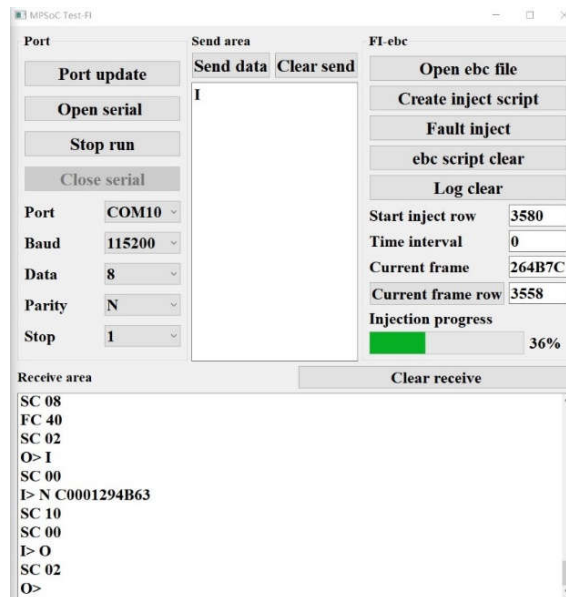 MPSoC Test-FI
Port
Port update
Open serial
Stop run
Close serial
Port COM10
Baud 115200
Data 8
Parity N
Stop 1
Send area
Send data Clear send
I
FI-ebc
Open ebc file
Create inject script
Fault inject
ebc script clear
Log clear
Start inject row 3580
Time interval 0
Current frame 264B7C
Current frame row 3558
Injection progress
36%
Receive area
Clear receive
SC 08
FC 40
SC 02
O> I
SC 00
I> N C0001294B63
SC 10
SC 00
I> O
SC 02
O>